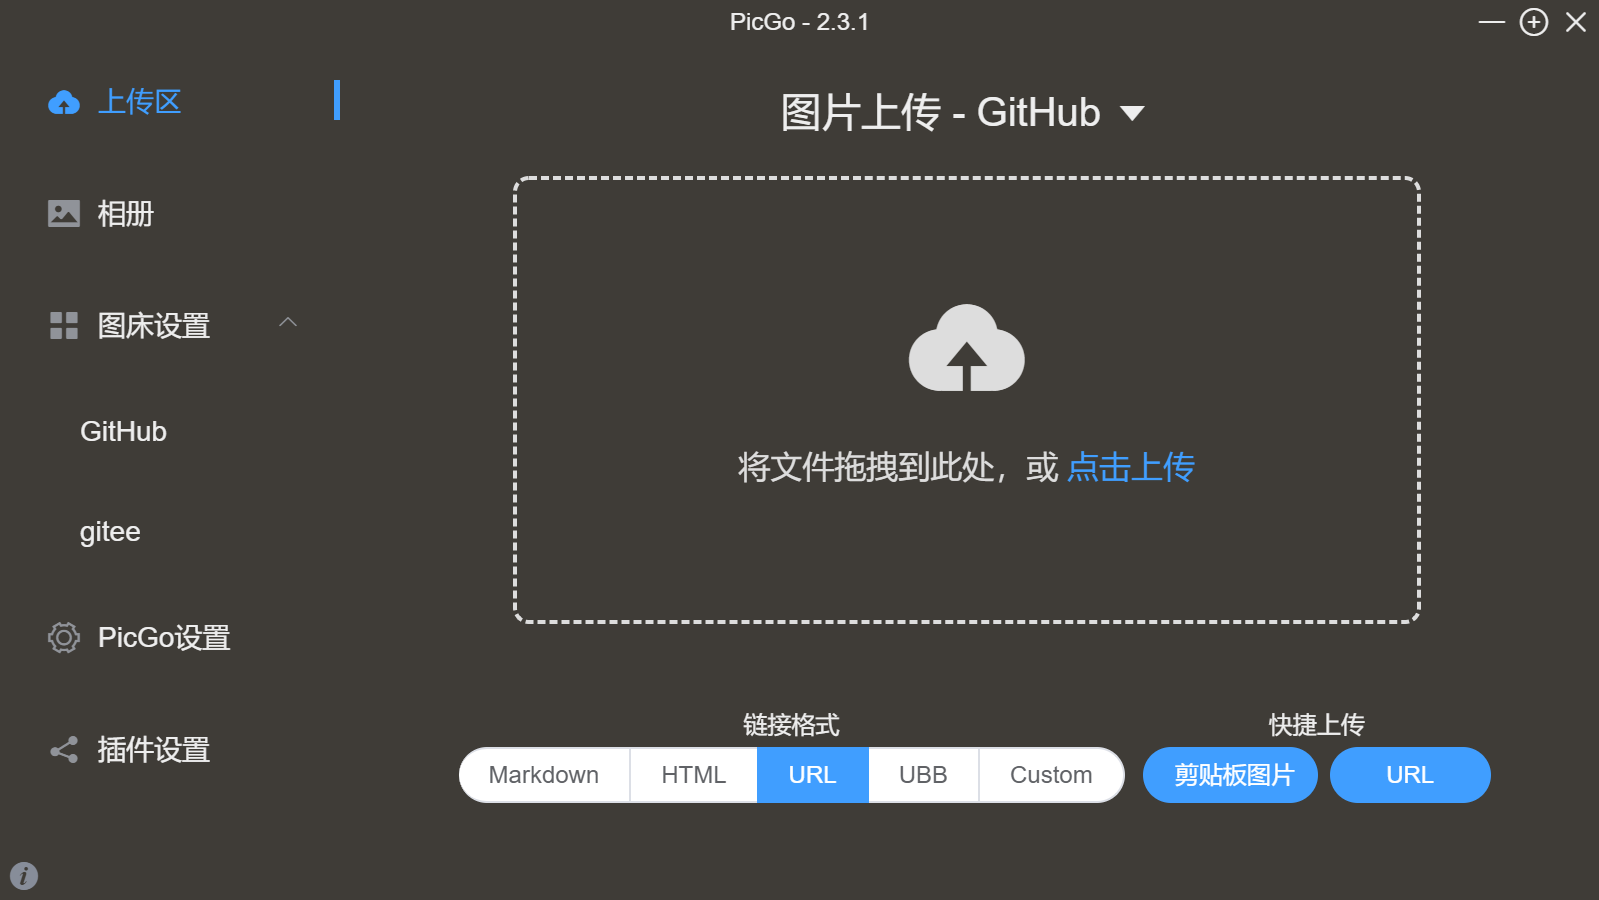 PicGo - 2.3.1
上传区
相册
图床设置
GitHub
gitee
PicGo设置
插件设置
图片上传 - GitHub
将文件拖拽到此处，或 点击上传
链接格式
Markdown HTML URL UBB Custom
快捷上传
剪贴板图片 URL